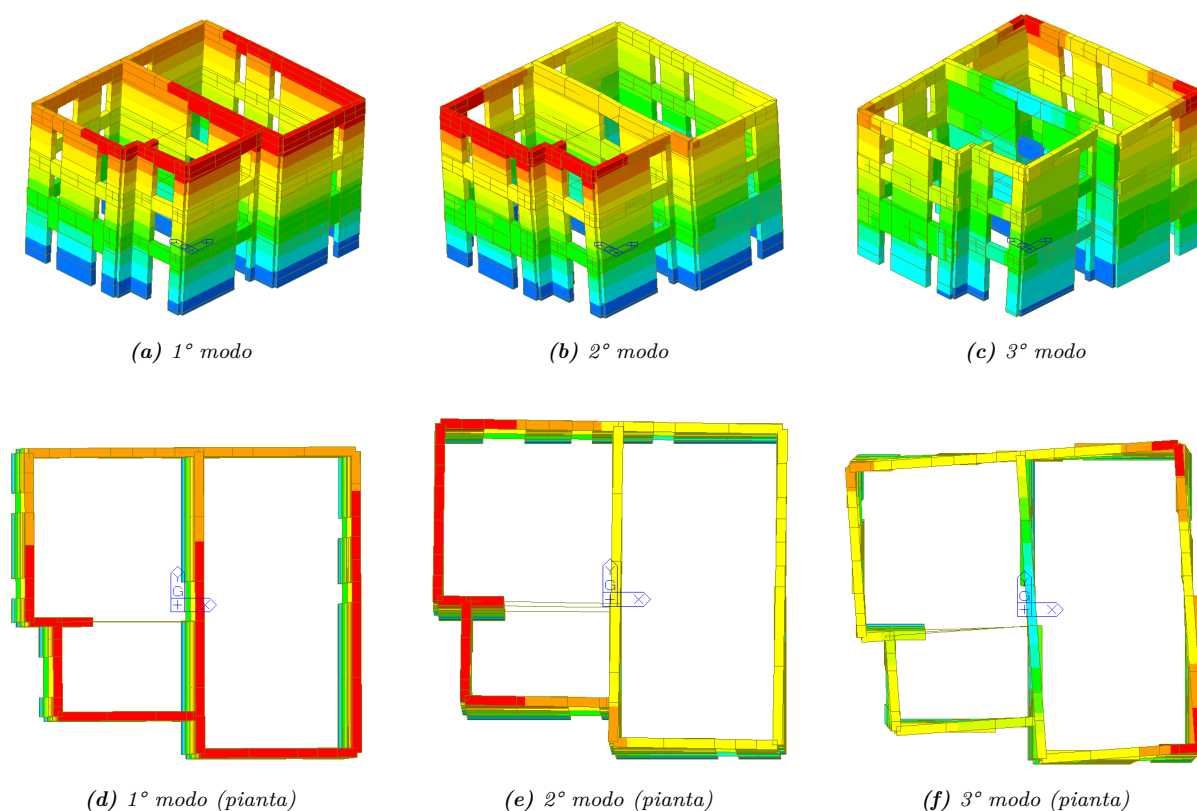 (a) 1° modo
(b) 2° modo
(c) 3° modo
Y
G
X
Y
G
X
Y
G
X
(d) 1° modo (pianta)
(e) 2° modo (pianta)
(f) 3° modo (pianta)